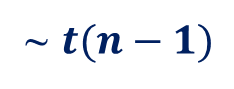 ~ t(n − 1)